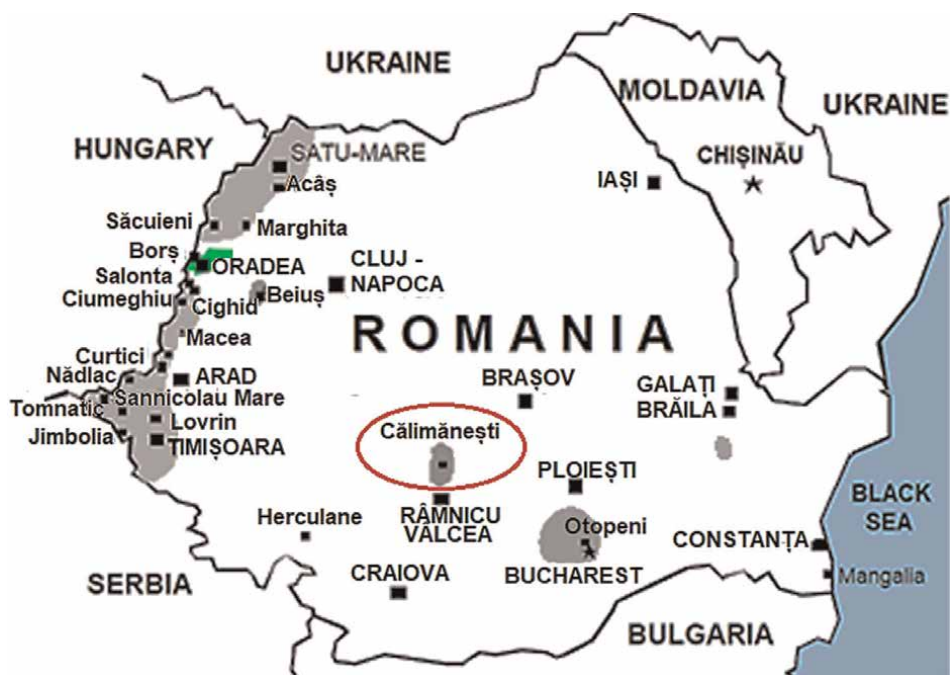 UKRAINE
MOLDAVIA
UKRAINE
HUNGARY
SATU-MARE
CHIȘINĂU
Acâș
IAȘI
Săcuieni
Marghita
Borș
ORADEA
CLUJ -
NAPOCA
Salonta
Ciumeghiu
Cighid
Beiuș
ROMANIA
Macea
Curtici
Nădlac
ARAD
BRAȘOV
GALAȚI
BRĂILA
Sannicolau Mare
Tomnatic
Lovrin
Jimbolia
TIMIȘOARA
Călimănești
PLOIEȘTI
BLACK
SEA
RÂMNICU
VÂLCEA
Herculane
Otopeni
CONSTANȚA
SERBIA
CRAIOVA
BUCHAREST
Mangalia
BULGARIA